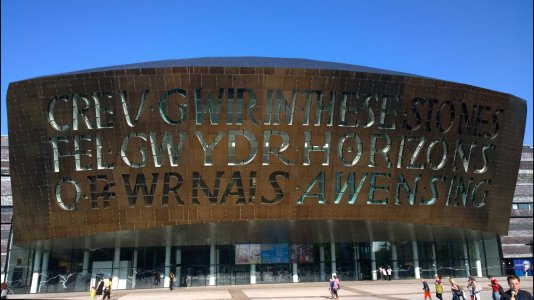 CREU GWIR IN THESE STONES
FEL GWYDR HORIZONS
O FFWRNAIS AWEN SING